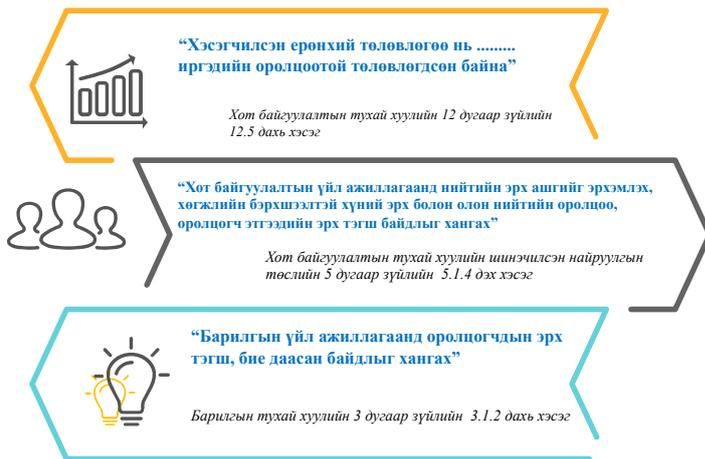 “Хэсэгчилсэн ерөнхий төлөвлөгөө нь .........
иргэдийн оролцоотой төлөвлөгдсөн байна”
Хот байгуулалтын тухай хуулийн 12 дугаар зүйлийн
12.5 дахь хэсэг
“Хот байгуулалтын үйл ажиллагаанд нийтийн эрх ашгийг эрхэмлэх,
хөгжлийн бэрхшээлтэй хүний эрх болон олон нийтийн оролцоо,
оролцогч этгээдийн эрх тэгш байдлыг хангах”
Хот байгуулалтын тухай хуулийн шинэчилсэн найруулгын
төслийн 5 дугаар зүйлийн 5.1.4 дэх хэсэг
“Барилгын үйл ажиллагаанд оролцогчдын эрх
тэгш, бие даасан байдлыг хангах”
Барилгын тухай хуулийн 3 дугаар зүйлийн 3.1.2 дахь хэсэг